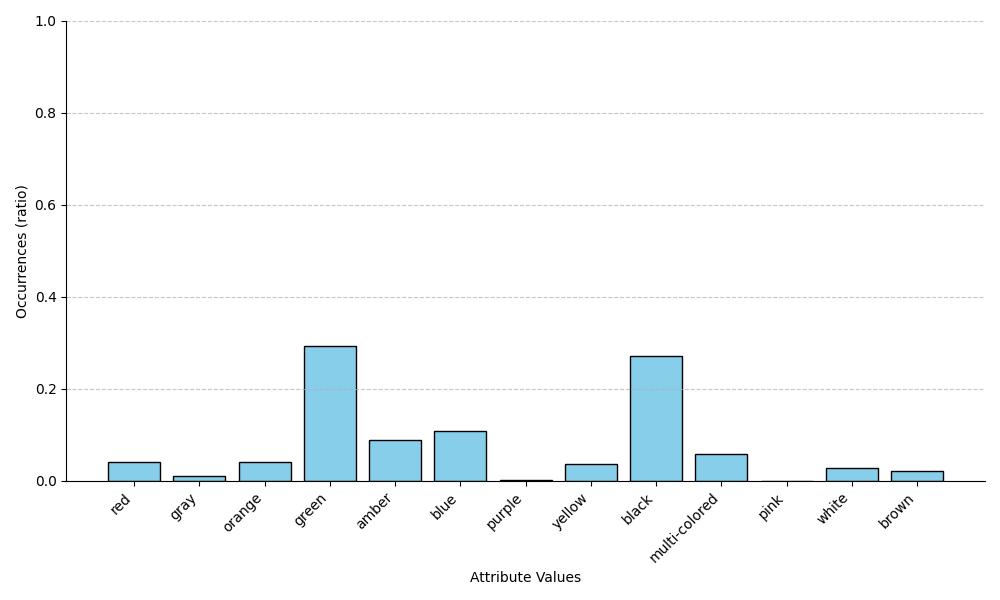 1.0
0.8
0.6
0.4
0.2
0.0
Occurrences (ratio)
red
gray
orange
green
amber
blue
purple
yellow
black
multi-colored
pink
white
brown
Attribute Values